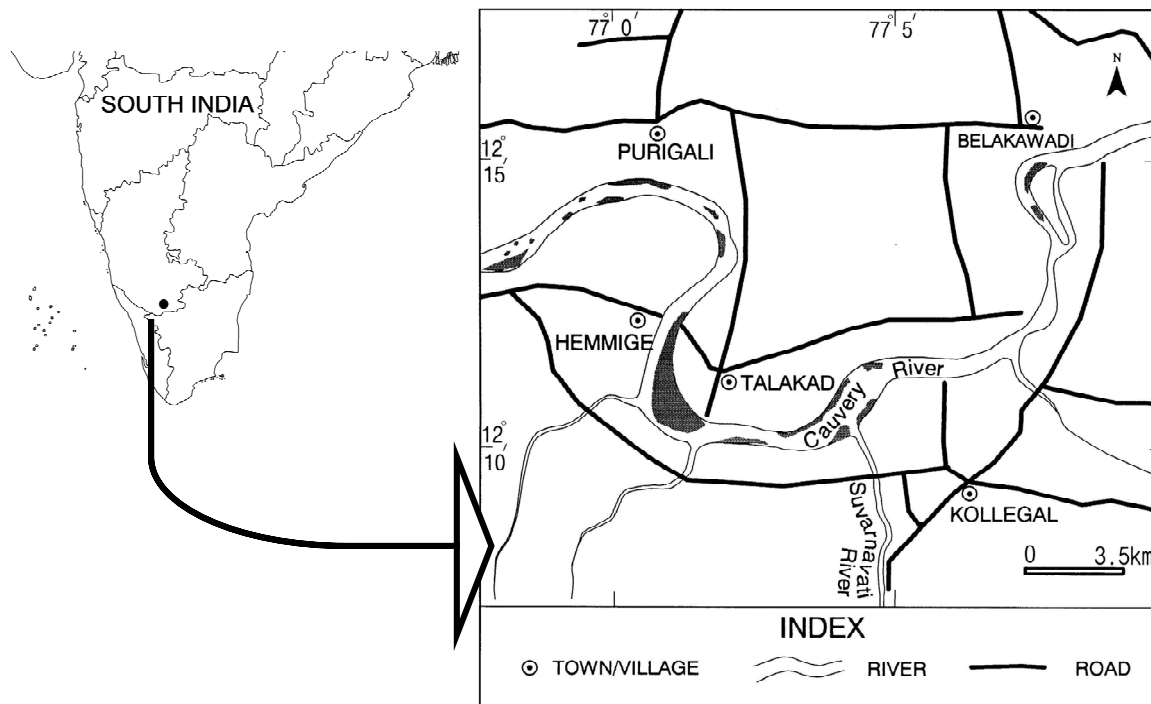 SOUTH INDIA
77° 0'
77° 5'
N
BELAKAWADI
PURIGALI
12°
15'
HEMMIGE
TALAKAD
Cauvery River
12°
10'
Suvarnavati
River
KOLLEGAL
0 3.5km
INDEX
TOWN/VILLAGE RIVER ROAD